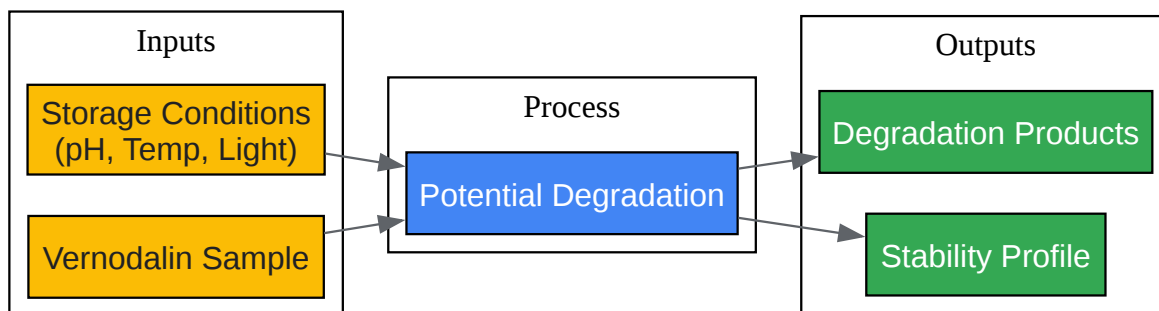 Inputs
Storage Conditions
(pH, Temp, Light)
Vernodalin Sample
Process
Potential Degradation
Outputs
Degradation Products
Stability Profile